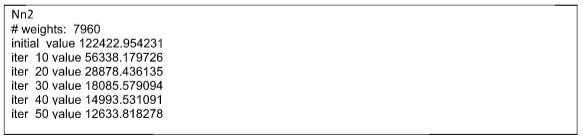 Nn2
# weights:  7960
initial  value 122422.954231
iter  10 value 56338.179726
iter  20 value 28878.436135
iter  30 value 18085.579094
iter  40 value 14993.531091
iter  50 value 12633.818278